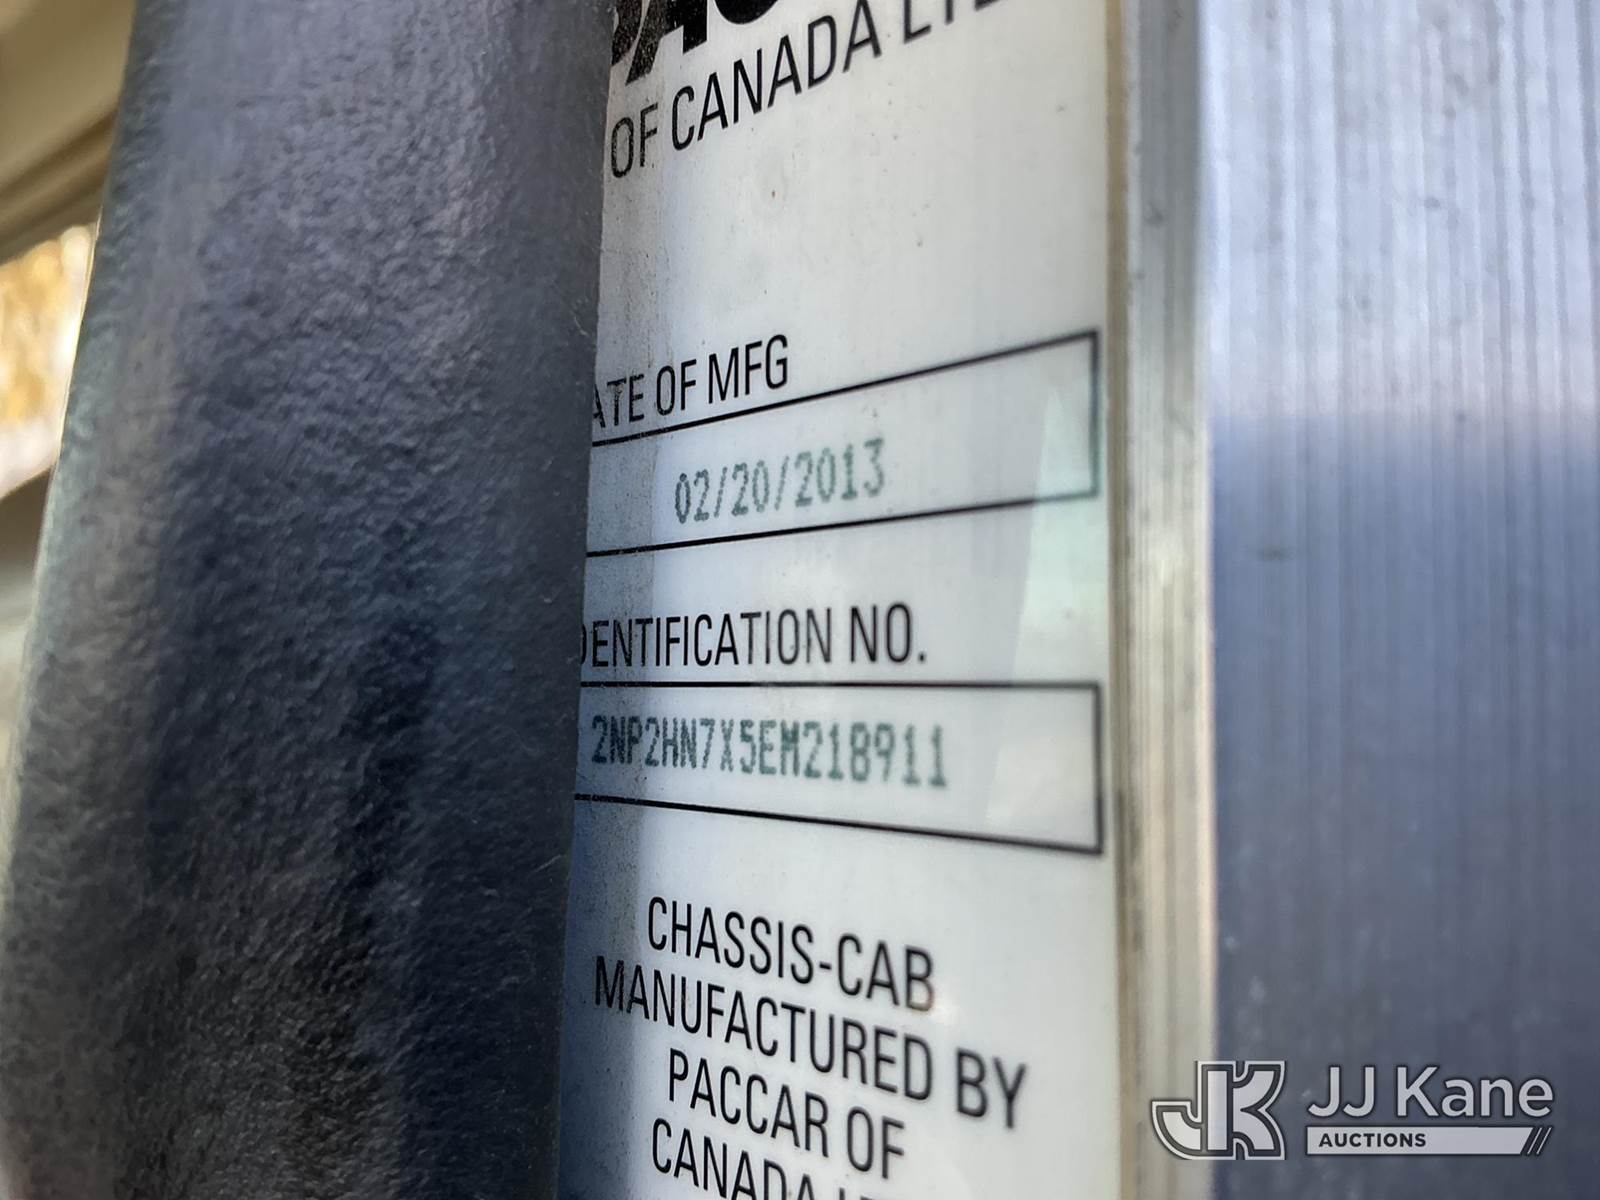 OF CANADA
ATE OF MFG
02/20/2013
DENTIFICATION NO.
2NP2HN7X5EM218911
CHASSIS-CAB
MANUFACTURED BY
PACCAR OF
CANADA
JJ Kane
AUCTIONS